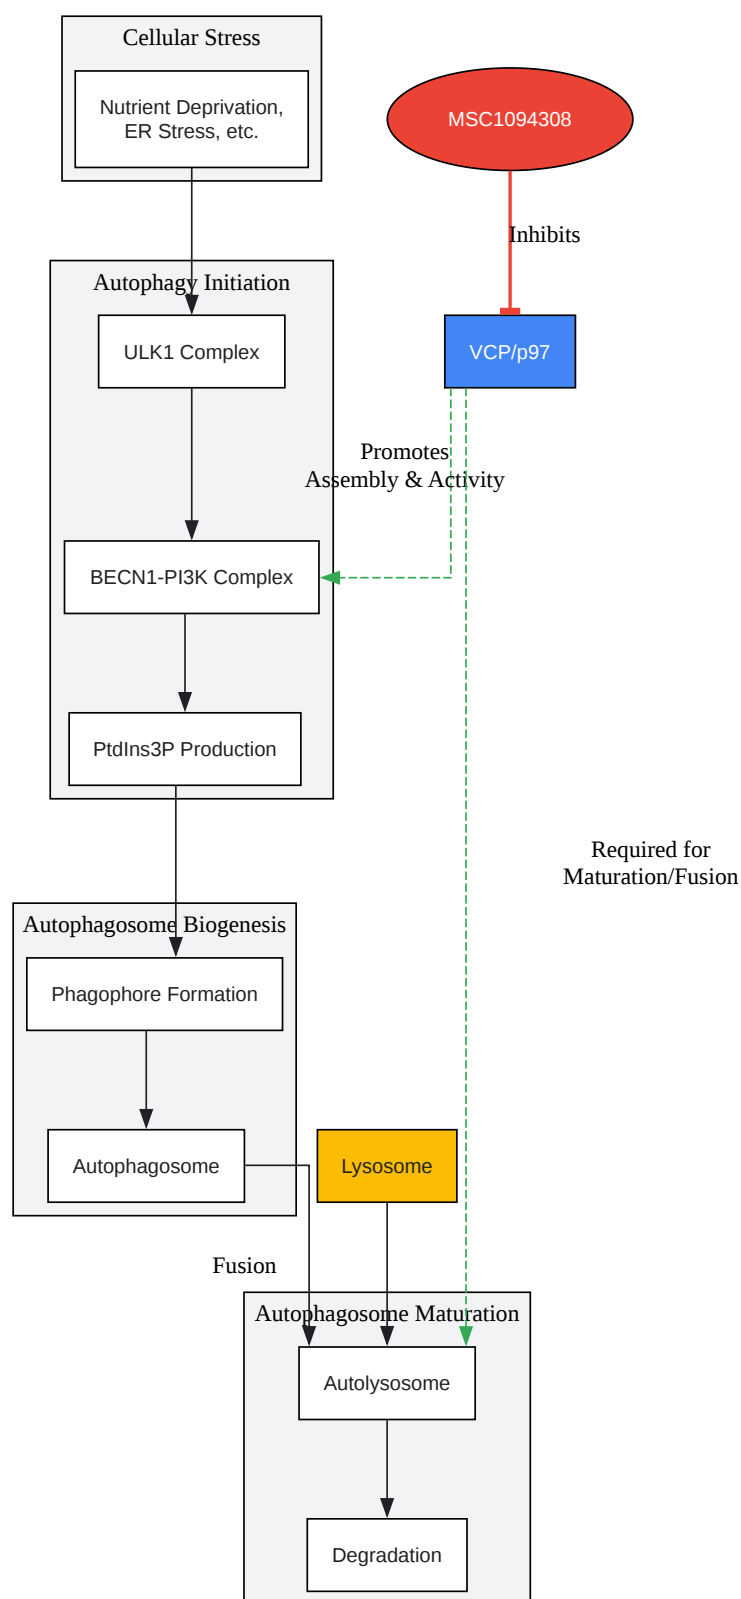 Cellular Stress
Nutrient Deprivation,
ER Stress, etc.
MSC1094308
Inhibits
Autophagy Initiation
ULK1 Complex
VCP/p97
Promotes
Assembly & Activity
BECN1-PI3K Complex
PtdIns3P Production
Required for
Maturation/Fusion
Autophagosome Biogenesis
Phagophore Formation
Autophagosome
Lysosome
Fusion
Autophagosome Maturation
Autolysosome
Degradation